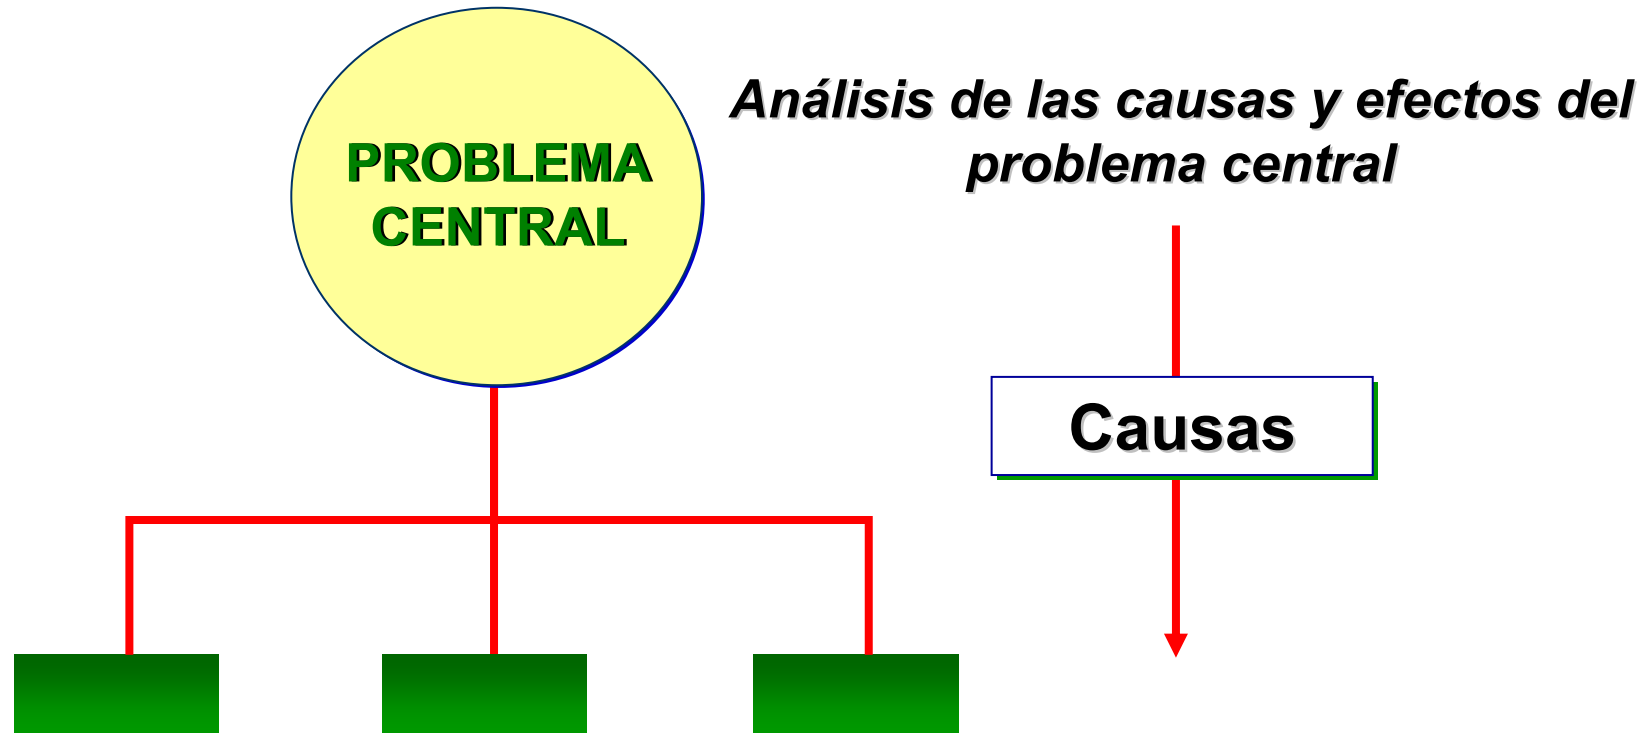 PROBLEMA
CENTRAL
Análisis de las causas y efectos del
problema central
Causas